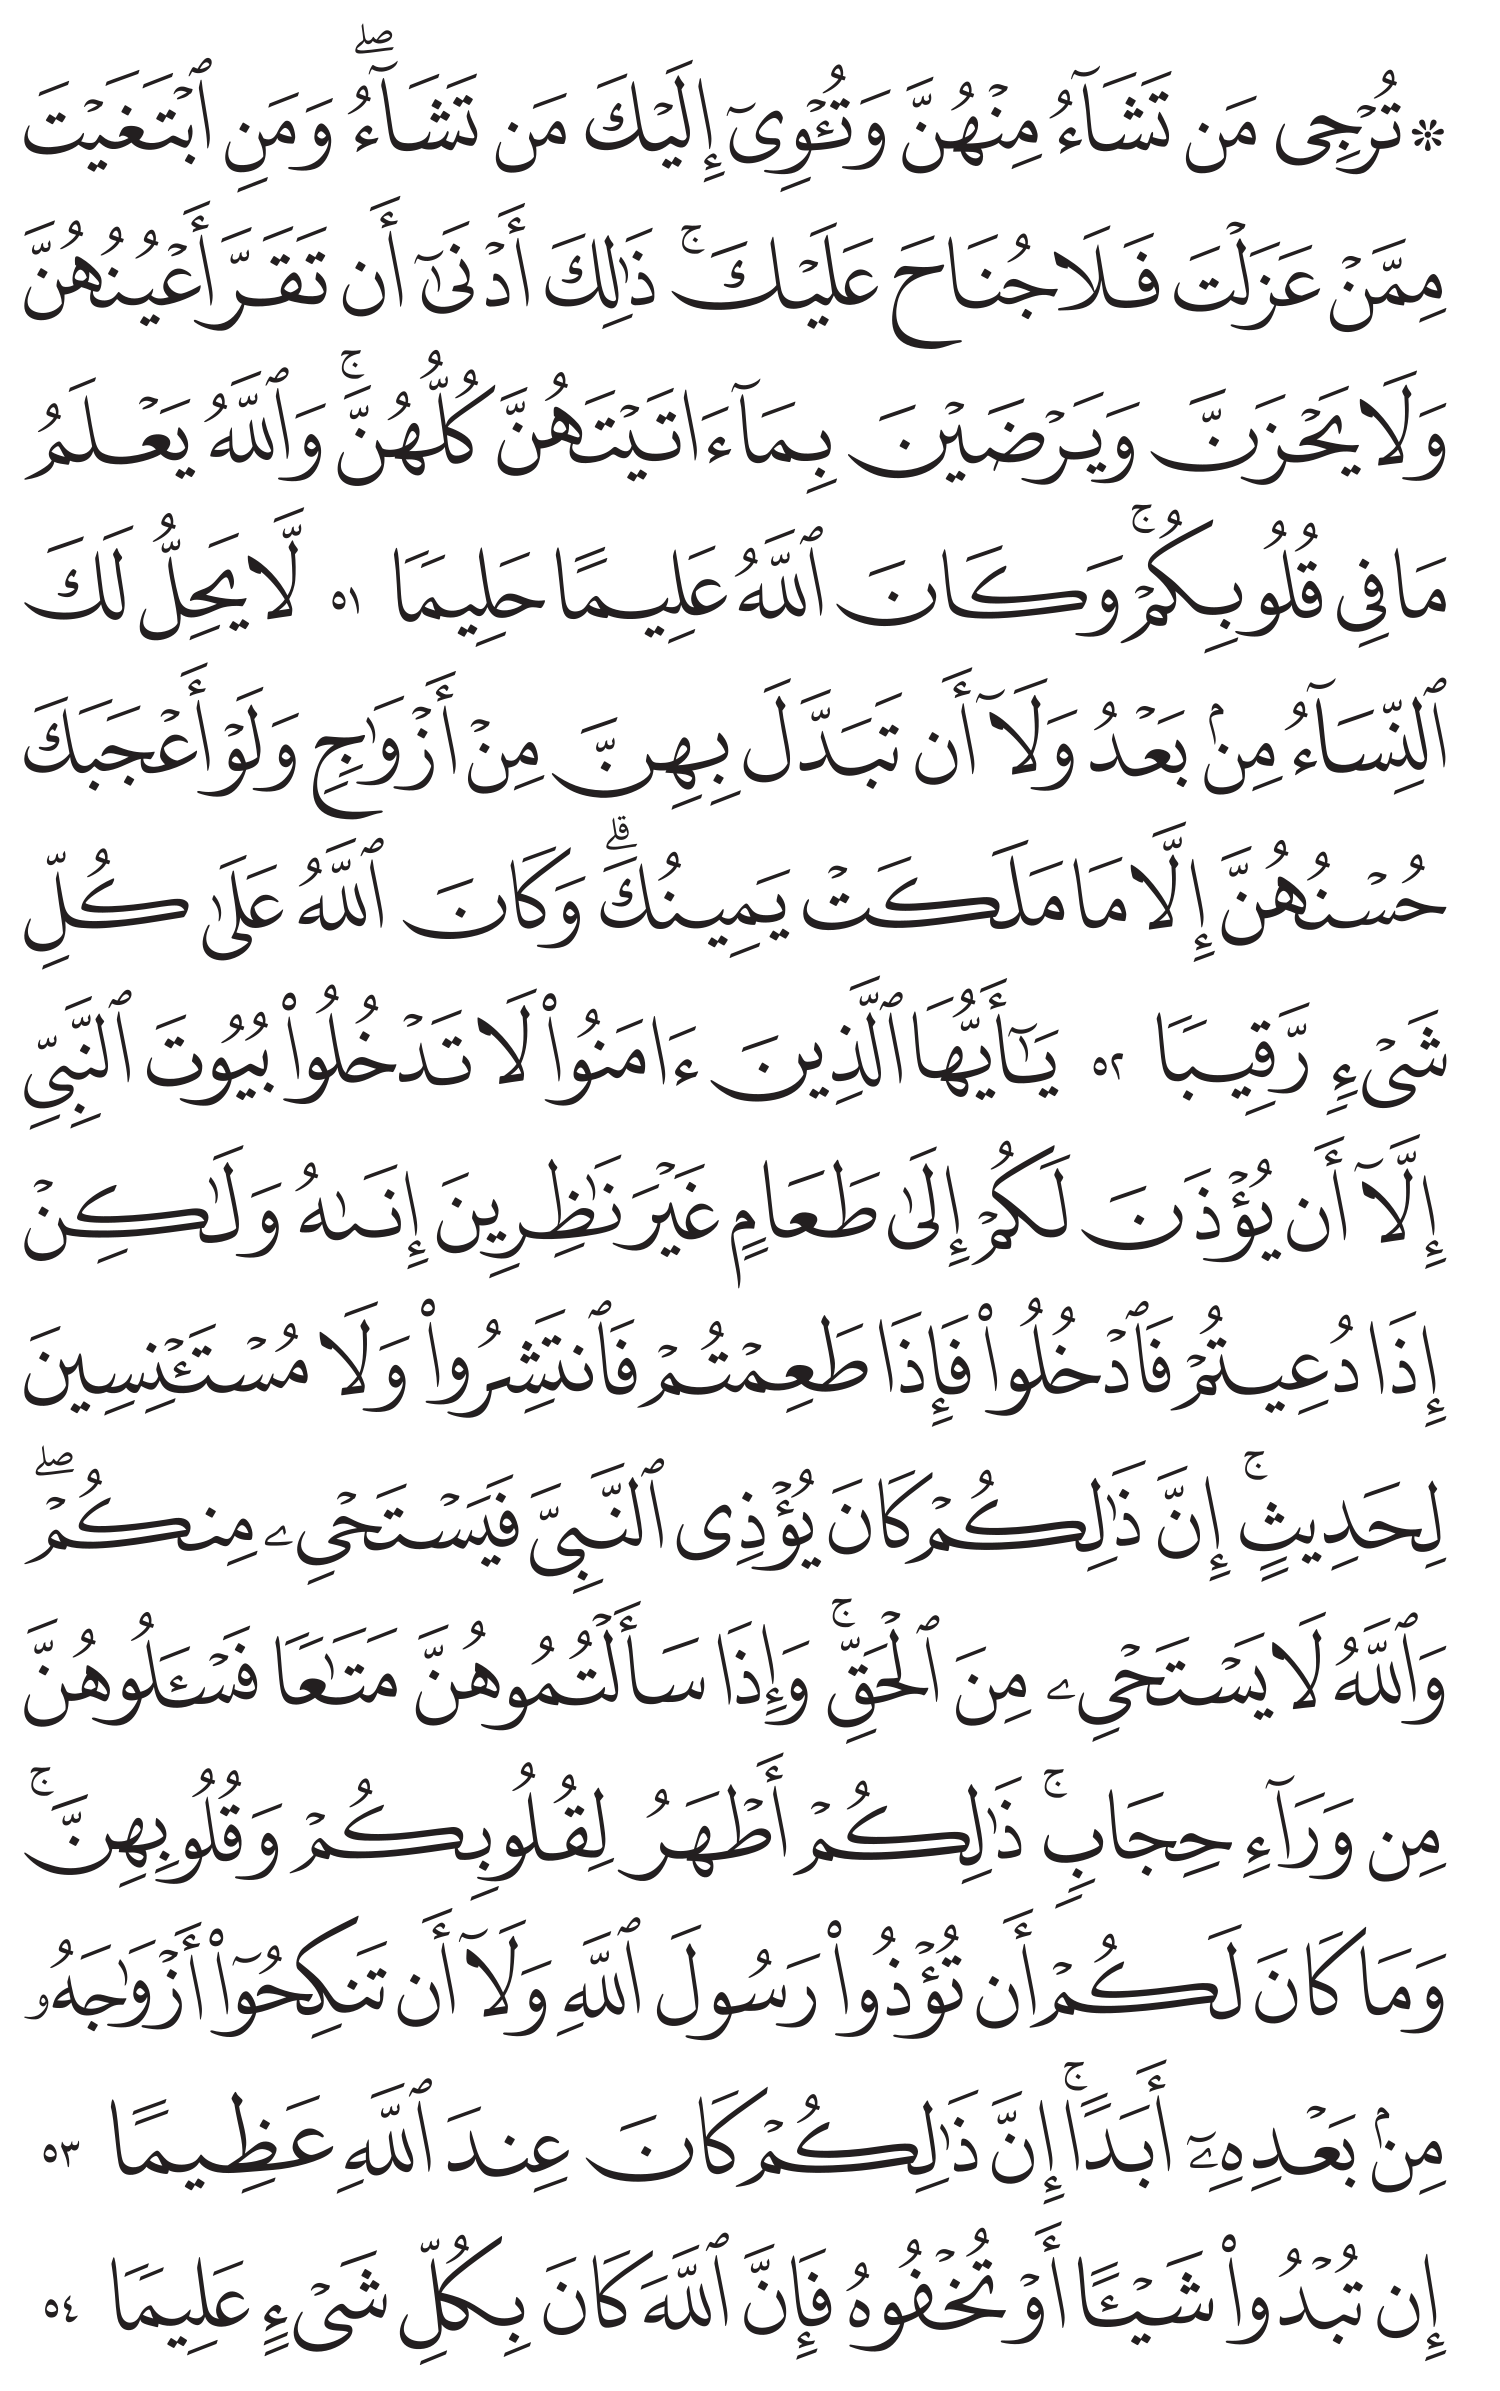 ۞ تُرْجِى مَن تَشَآءُ مِنْهُنَّ وَتُـْٔوِىٓ إِلَيْكَ مَن تَشَآءُ ۖ وَمَنِ ٱبْتَغَيْتَ
مِمَّنْ عَزَلْتَ فَلَا جُنَاحَ عَلَيْكَ ۚ ذَٰلِكَ أَدْنَىٰٓ أَن تَقَرَّ أَعْيُنُهُنَّ
وَلَا يَحْزَنَّ وَيَرْضَيْنَ بِمَآ ءَاتَيْتَهُنَّ كُلُّهُنَّ ۚ وَٱللَّهُ يَعْلَمُ
مَا فِى قُلُوبِكُمْ ۚ وَكَانَ ٱللَّهُ عَلِيمًا حَلِيمًا ٥١ لَّا يَحِلُّ لَكَ
ٱلنِّسَآءُ مِنۢ بَعْدُ وَلَآ أَن تَبَدَّلَ بِهِنَّ مِنْ أَزْوَٰجٍ وَلَوْ أَعْجَبَكَ
حُسْنُهُنَّ إِلَّا مَا مَلَكَتْ يَمِينُكَ ۗ وَكَانَ ٱللَّهُ عَلَىٰ كُلِّ
شَىْءٍ رَّقِيبًا ٥٢ يَـٰٓأَيُّهَا ٱلَّذِينَ ءَامَنُوا۟ لَا تَدْخُلُوا۟ بُيُوتَ ٱلنَّبِىِّ
إِلَّآ أَن يُؤْذَنَ لَكُمْ إِلَىٰ طَعَامٍ غَيْرَ نَـٰظِرِينَ إِنَىٰهُ وَلَـٰكِنْ
إِذَا دُعِيتُمْ فَٱدْخُلُوا۟ فَإِذَا طَعِمْتُمْ فَٱنتَشِرُوا۟ وَلَا مُسْتَـْٔنِسِينَ
لِحَدِيثٍ ۚ إِنَّ ذَٰلِكُمْ كَانَ يُؤْذِى ٱلنَّبِىَّ فَيَسْتَحْىِۦ مِنكُمْ ۖ
وَٱللَّهُ لَا يَسْتَحْىِۦ مِنَ ٱلْحَقِّ ۚ وَإِذَا سَأَلْتُمُوهُنَّ مَتَـٰعًا فَسْـَٔلُوهُنَّ
مِن وَرَآءِ حِجَابٍ ۚ ذَٰلِكُمْ أَطْهَرُ لِقُلُوبِكُمْ وَقُلُوبِهِنَّ ۚ
وَمَا كَانَ لَكُمْ أَن تُؤْذُوا۟ رَسُولَ ٱللَّهِ وَلَآ أَن تَنكِحُوٓا۟ أَزْوَٰجَهُۥ
مِنۢ بَعْدِهِۦٓ أَبَدًا ۚ إِنَّ ذَٰلِكُمْ كَانَ عِندَ ٱللَّهِ عَظِيمًا ٥٣
إِن تُبْدُوا۟ شَيْـًٔا أَوْ تُخْفُوهُ فَإِنَّ ٱللَّهَ كَانَ بِكُلِّ شَىْءٍ عَلِيمًا ٥٤